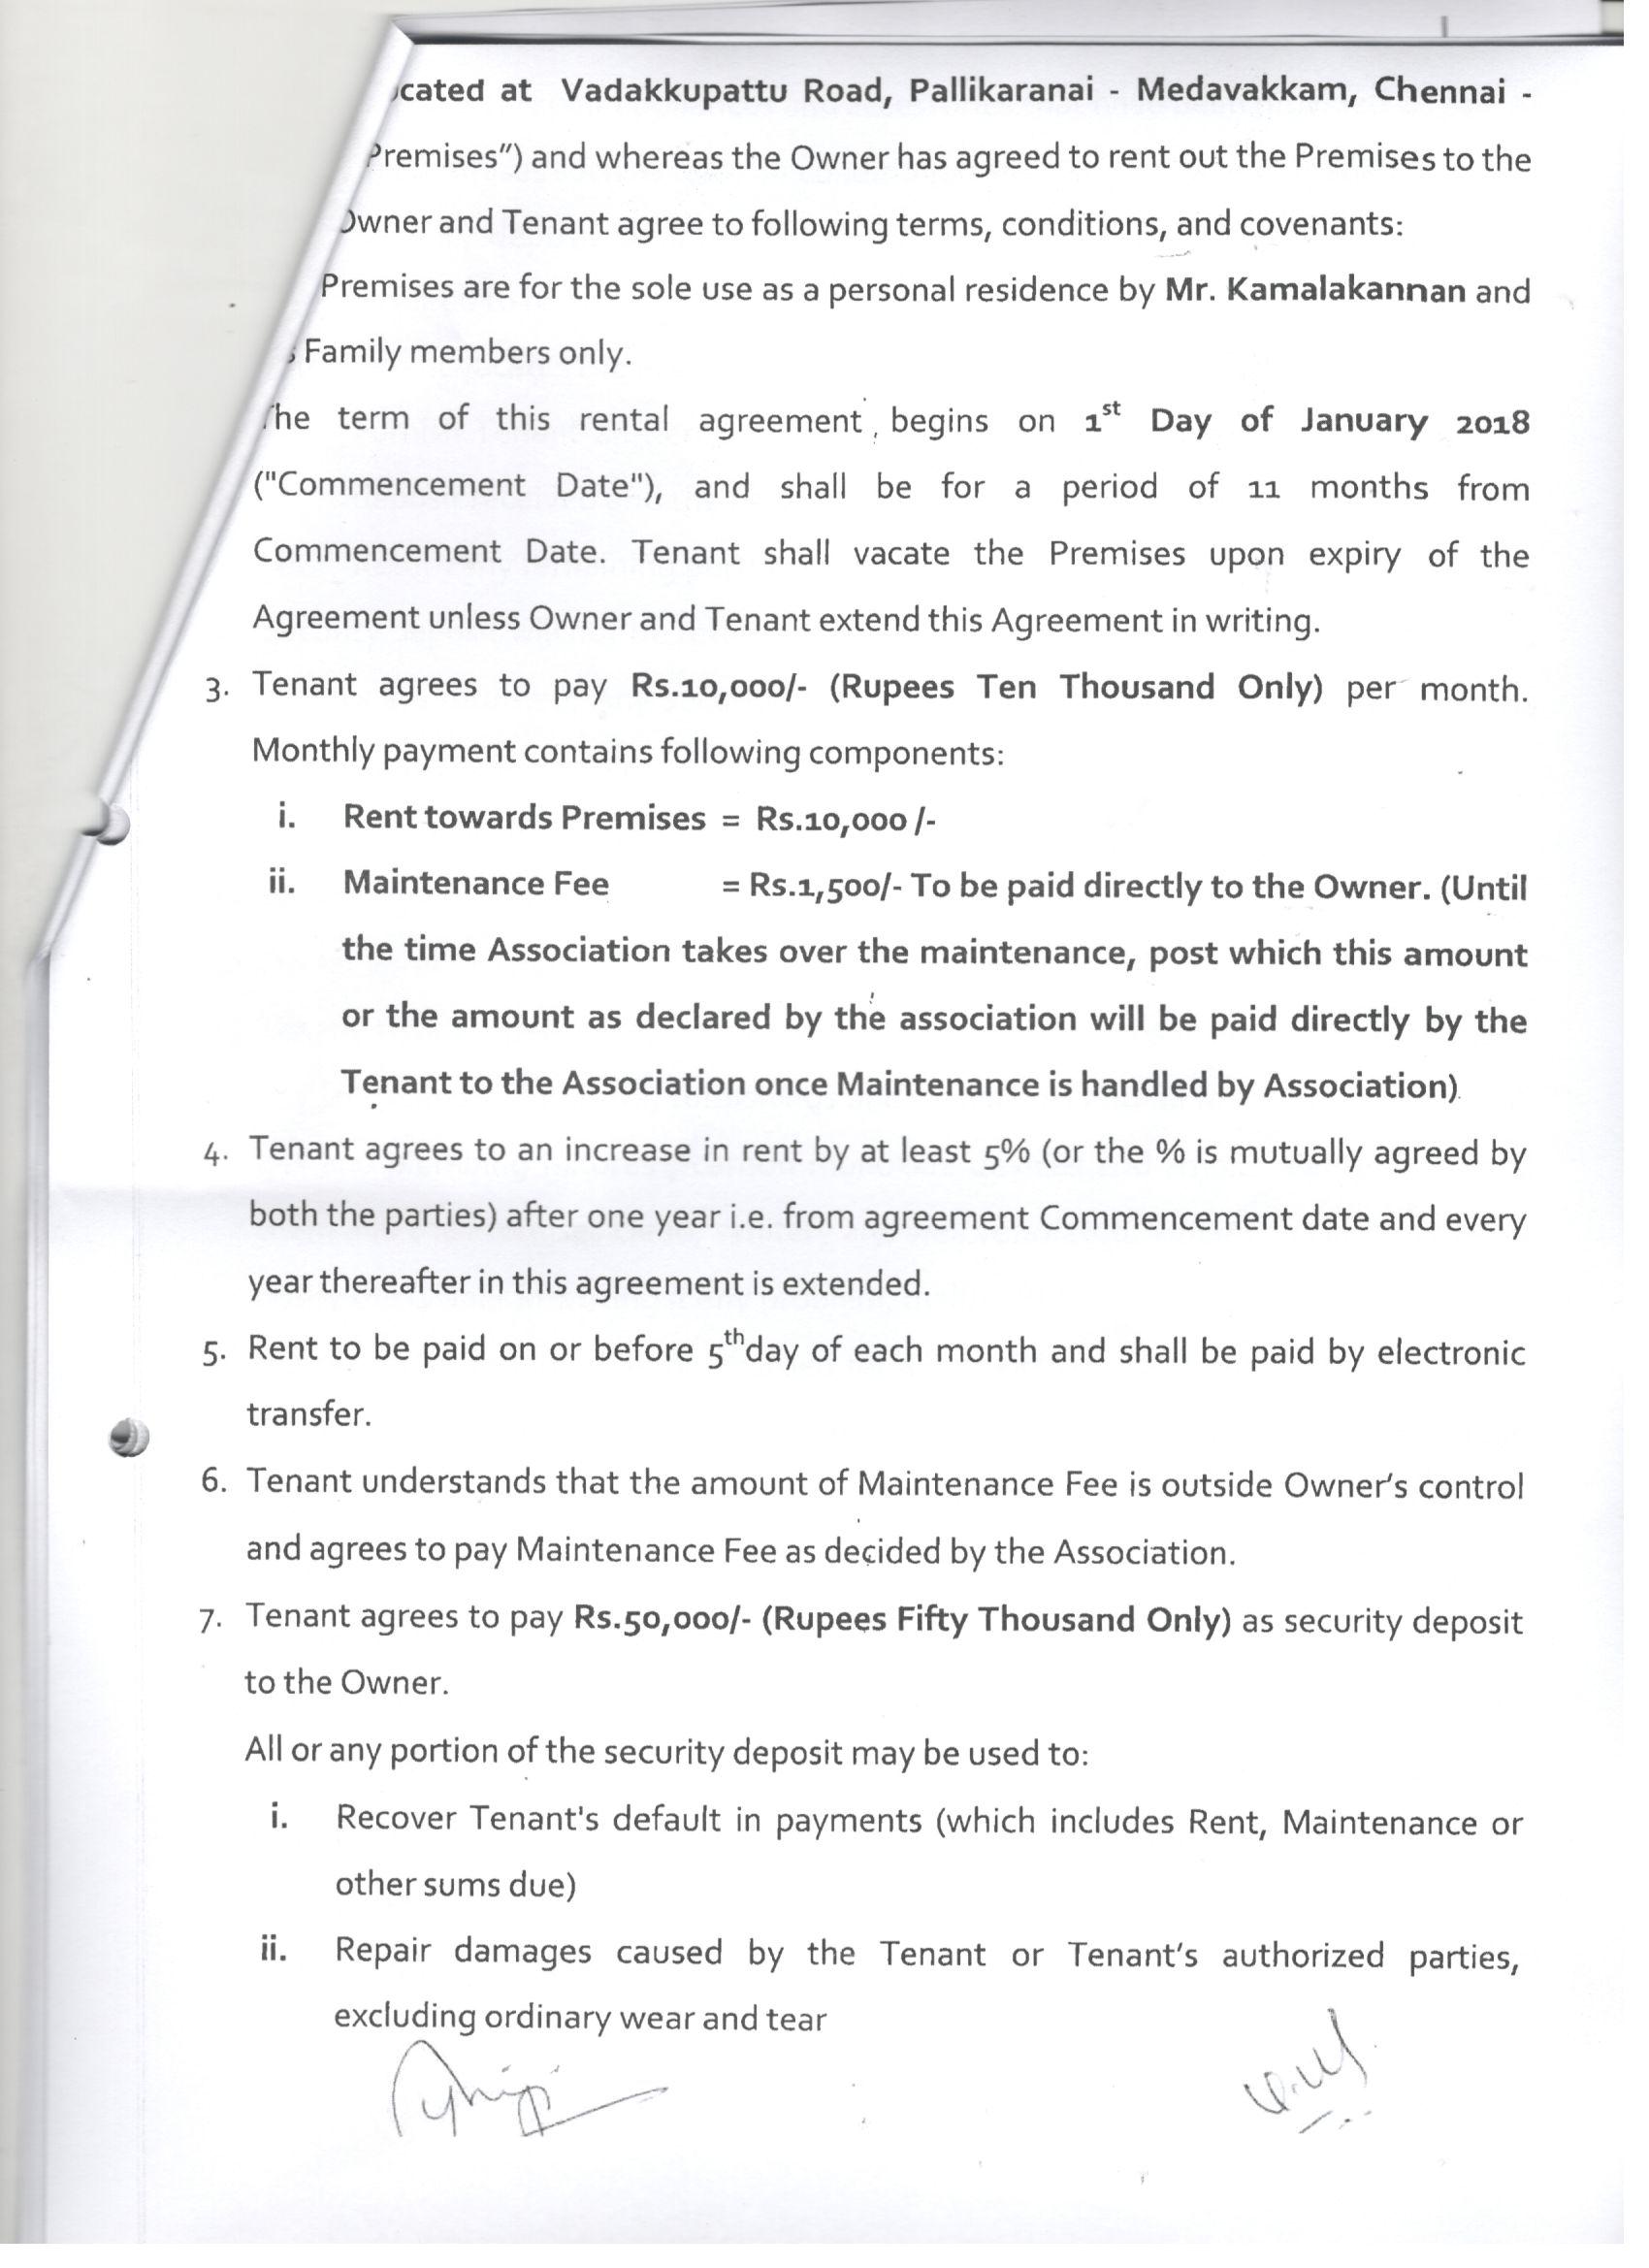 cated at Vadakkupattu Road, Pallikaranai - Medavakkam, Chennai -
Premises") and whereas the Owner has agreed to rent out the Premises to the
Owner and Tenant agree to following terms, conditions, and covenants:
Premises are for the sole use as a personal residence by Mr. Kamalakannan and
s Family members only.
The term of this rental agreement begins on 1st Day of January 2018
("Commencement Date"), and shall be for a period of 11 months from
Commencement Date. Tenant shall vacate the Premises upon expiry of the
Agreement unless Owner and Tenant extend this Agreement in writing.
3. Tenant agrees to pay Rs.10,000/- (Rupees Ten Thousand Only) per month.
Monthly payment contains following components:
i. Rent towards Premises = Rs.10,000 /-
ii. Maintenance Fee = Rs.1,500/- To be paid directly to the Owner. (Until
the time Association takes over the maintenance, post which this amount
or the amount as declared by the association will be paid directly by the
Tenant to the Association once Maintenance is handled by Association)
4. Tenant agrees to an increase in rent by at least 5% (or the % is mutually agreed by
both the parties) after one year i.e. from agreement Commencement date and every
year thereafter in this agreement is extended.
5. Rent to be paid on or before 5th day of each month and shall be paid by electronic
transfer.
6. Tenant understands that the amount of Maintenance Fee is outside Owner's control
and agrees to pay Maintenance Fee as decided by the Association.
7. Tenant agrees to pay Rs.50,000/- (Rupees Fifty Thousand Only) as security deposit
to the Owner.
All or any portion of the security deposit may be used to:
i. Recover Tenant's default in payments (which includes Rent, Maintenance or
other sums due)
ii. Repair damages caused by the Tenant or Tenant's authorized parties,
excluding ordinary wear and tear